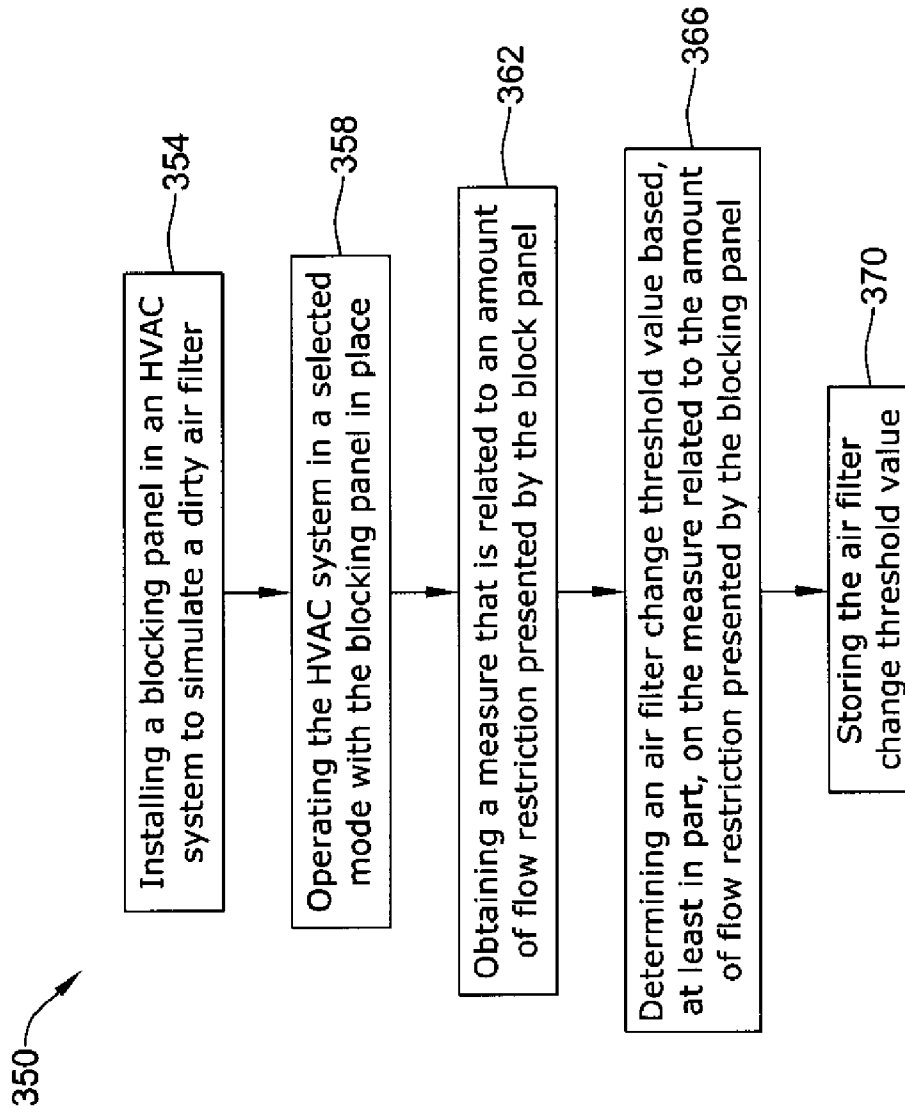 350
Installing a blocking panel in an HVAC
system to simulate a dirty air filter
354
Operating the HVAC system in a selected
mode with the blocking panel in place
358
Obtaining a measure that is related to an amount
of flow restriction presented by the block panel
362
Determining an air filter change threshold value based,
at least in part, on the measure related to the amount
of flow restriction presented by the blocking panel
366
Storing the air filter
change threshold value
370